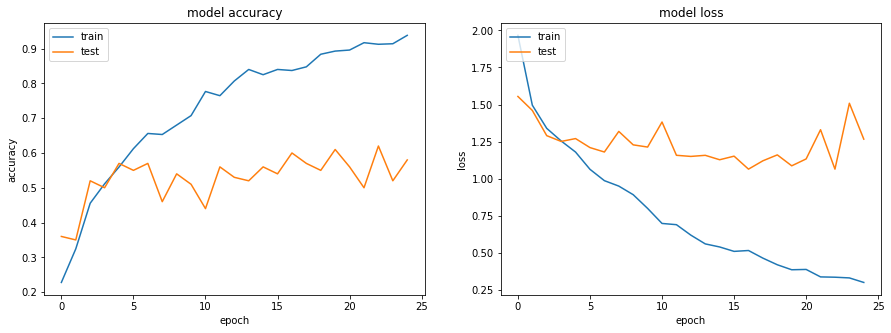 model accuracy
train
test
0.9
0.8
0.7
0.6
0.5
0.4
0.3
0.2
accuracy
0 5 10 15 20 25
epoch
model loss
train
test
2.00
1.75
1.50
1.25
1.00
0.75
0.50
0.25
loss
0 5 10 15 20 25
epoch